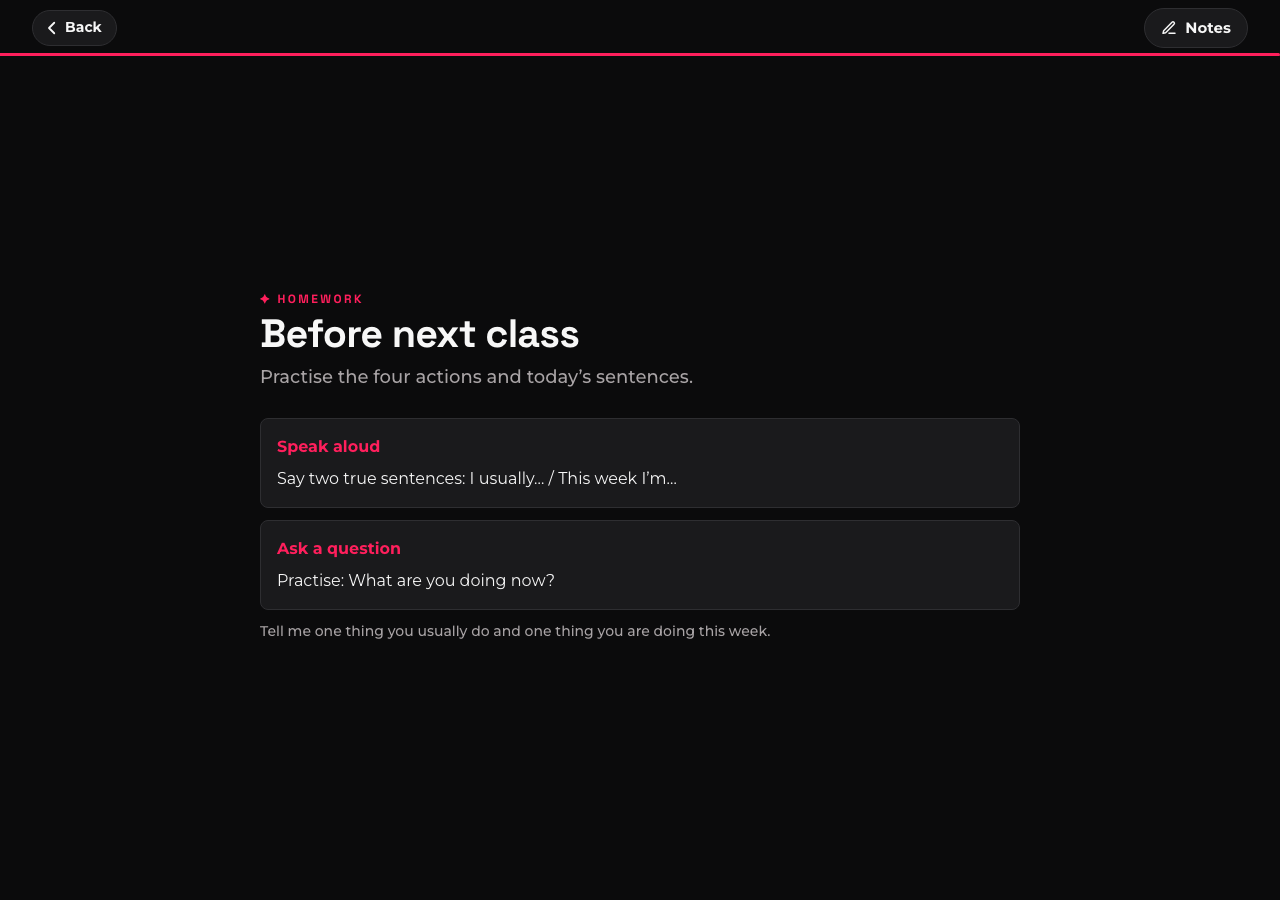 Back
Notes
HOMEWORK
Before next class
Practise the four actions and today’s sentences.
Speak aloud
Say two true sentences: I usually… / This week I’m…
Ask a question
Practise: What are you doing now?
Tell me one thing you usually do and one thing you are doing this week.